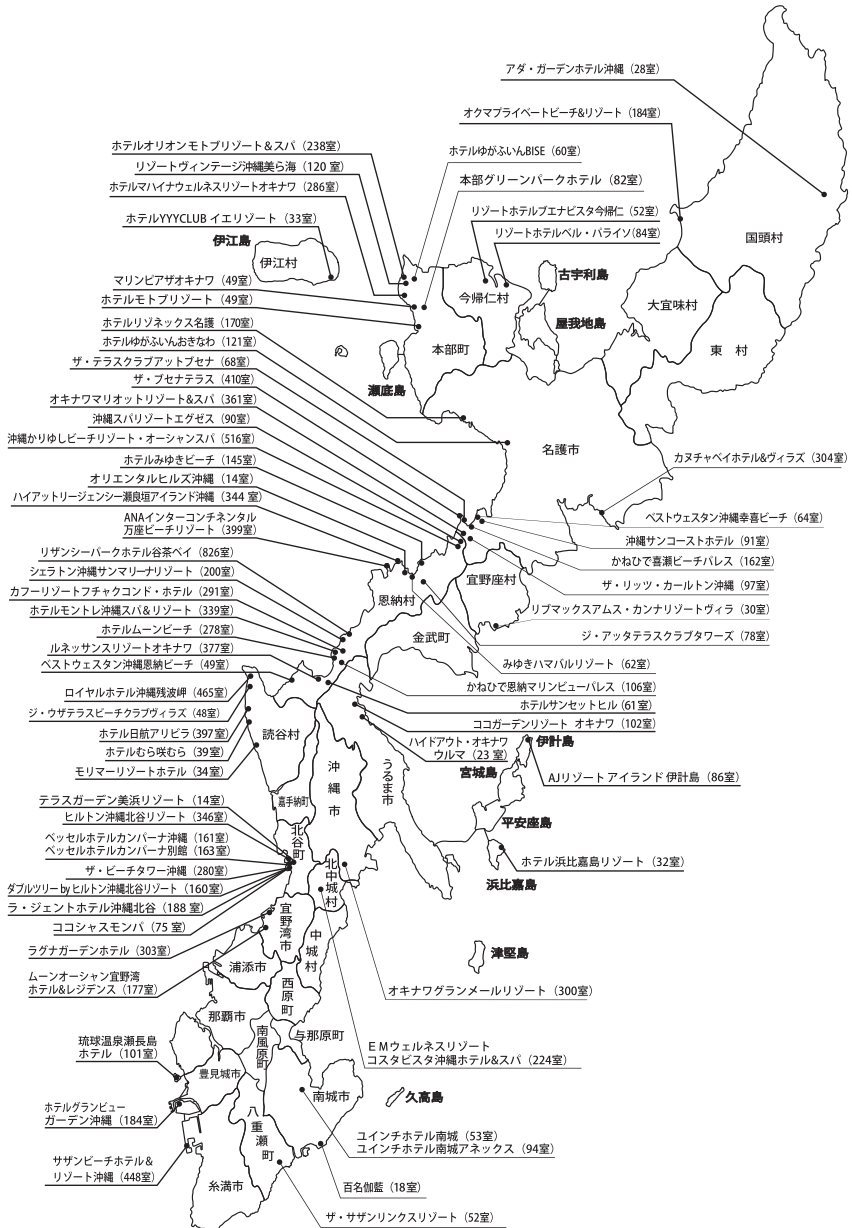 アダ・ガーデンホテル沖縄（28室）
オクマプライベートビーチ&リゾート（184室）
ホテルオリオン モトブリゾート＆スパ（238室）
リゾートヴィンテージ沖縄美ら海（120 室）
ホテルマハイナウェルネスリゾートオキナワ（286室）
ホテルYYYCLUB イエリゾート（33室）
ホテルゆがふいんBISE（60室）
本部グリーンパークホテル（82室）
リゾートホテルブエナビスタ今帰仁（52室）
リゾートホテルベル・パライソ(84室）
伊江島
伊江村
国頭村
古宇利島
今帰仁村
大宜味村
屋我地島
東　村
本部町
瀬底島
名護市
マリンピアザオキナワ（49室）
ホテルモトブリゾート（49室）
ホテルリゾネックス名護（170室）
ホテルゆがふいんおきなわ（121室）
ザ・テラスクラブアットブセナ（68室）
ザ・ブセナテラス（410室）
オキナワマリオットリゾート&スパ（361室）
沖縄スパリゾートエグゼス（90室）
沖縄かりゆしビーチリゾート・オーシャンスパ（516室）
ホテルみゆきビーチ（145室）
オリエンタルヒルズ沖縄（14室）
ハイアットリージェンシー瀬良垣アイランド沖縄（344 室）
ANAインターコンチネンタル
万座ビーチリゾート（399室）
リザンシーパークホテル谷茶ベイ（826室）
シェラトン沖縄サンマリーナリゾート（200室）
カフーリゾートフチャクコンド・ホテル（291室）
ホテルモントレ沖縄スパ＆リゾート（339室）
ホテルムーンビーチ（278室）
ルネッサンスリゾートオキナワ（377室）
ベストウェスタン沖縄恩納ビーチ（49室）
ロイヤルホテル沖縄残波岬（465室）
ジ・ウザテラスビーチクラブヴィラズ（48室）
ホテル日航アリビラ（397室）
ホテルむら咲むら（39室）
モリマーリゾートホテル（34室）
カヌチャベイホテル&ヴィラズ（304室）
ベストウェスタン沖縄幸喜ビーチ（64室）
沖縄サンコーストホテル（91室）
かねひで喜瀬ビーチパレス（162室）
ザ・リッツ・カールトン沖縄（97室）
リブマックスアムス・カンナリゾートヴィラ（30室）
ジ・アッタテラスクラブタワーズ（78室）
みゆきハマバルリゾート（62室）
かねひで恩納マリンビューパレス（106室）
ホテルサンセットヒル（61室）
ココガーデンリゾート オキナワ（102室）
ハイドアウト・オキナワ
ウルマ（23 室）
宜野座村
恩納村
金武町
読谷村
沖縄市
うるま市
嘉手納町
伊計島
宮城島
AJリゾート アイランド 伊計島（86室）
平安座島
ホテル浜比嘉島リゾート（32室）
浜比嘉島
テラスガーデン美浜リゾート（14室）
ヒルトン沖縄北谷リゾート（346室）
ベッセルホテルカンパーナ沖縄（161室）
ベッセルホテルカンパーナ別館（163室）
ザ・ビーチタワー沖縄（280室）
ダブルツリー by ヒルトン沖縄北谷リゾート（160室）
ラ・ジェントホテル沖縄北谷（188 室）
ココシャスモンパ（75 室）
ラグナガーデンホテル（303室）
ムーンオーシャン宜野湾
ホテル&レジデンス（177室）
北谷町
北中城村
宜野湾市
中城村
浦添市
西原町
津堅島
オキナワグランメールリゾート（300室）
那覇市
南風原町
与那原町
ＥＭウェルネスリゾート
コスタビスタ沖縄ホテル&スパ（224室）
琉球温泉瀬長島
ホテル（101室）
豊見城市
南城市
久高島
ホテルグランビュー
ガーデン沖縄（184室）
八重瀬町
ユインチホテル南城（53室）
ユインチホテル南城アネックス（94室）
サザンビーチホテル＆
リゾート沖縄（448室）
糸満市
百名伽藍（18室）
ザ・サザンリンクスリゾート（52室）